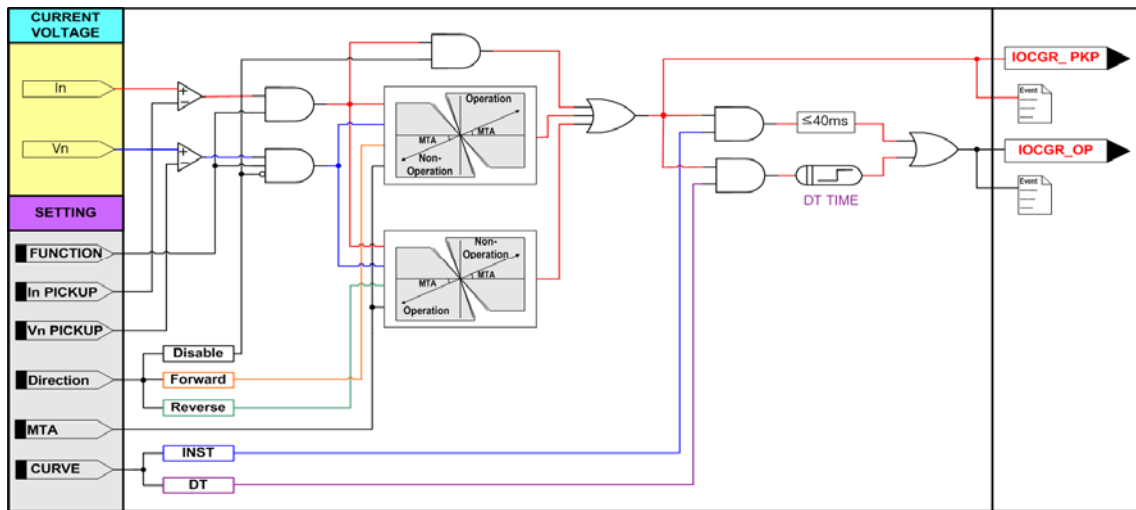 CURRENT
VOLTAGE
In
Vn
SETTING
FUNCTION
In PICKUP
Vn PICKUP
Direction
MTA
CURVE
Disable
Forward
Reverse
INST
DT
+
-
+
-
Operation
MTA
MTA
Non-
Operation
Non-
Operation
MTA
MTA
Operation
≤40ms
DT TIME
IOCGR_ PKP
Event
IOCGR_OP
Event